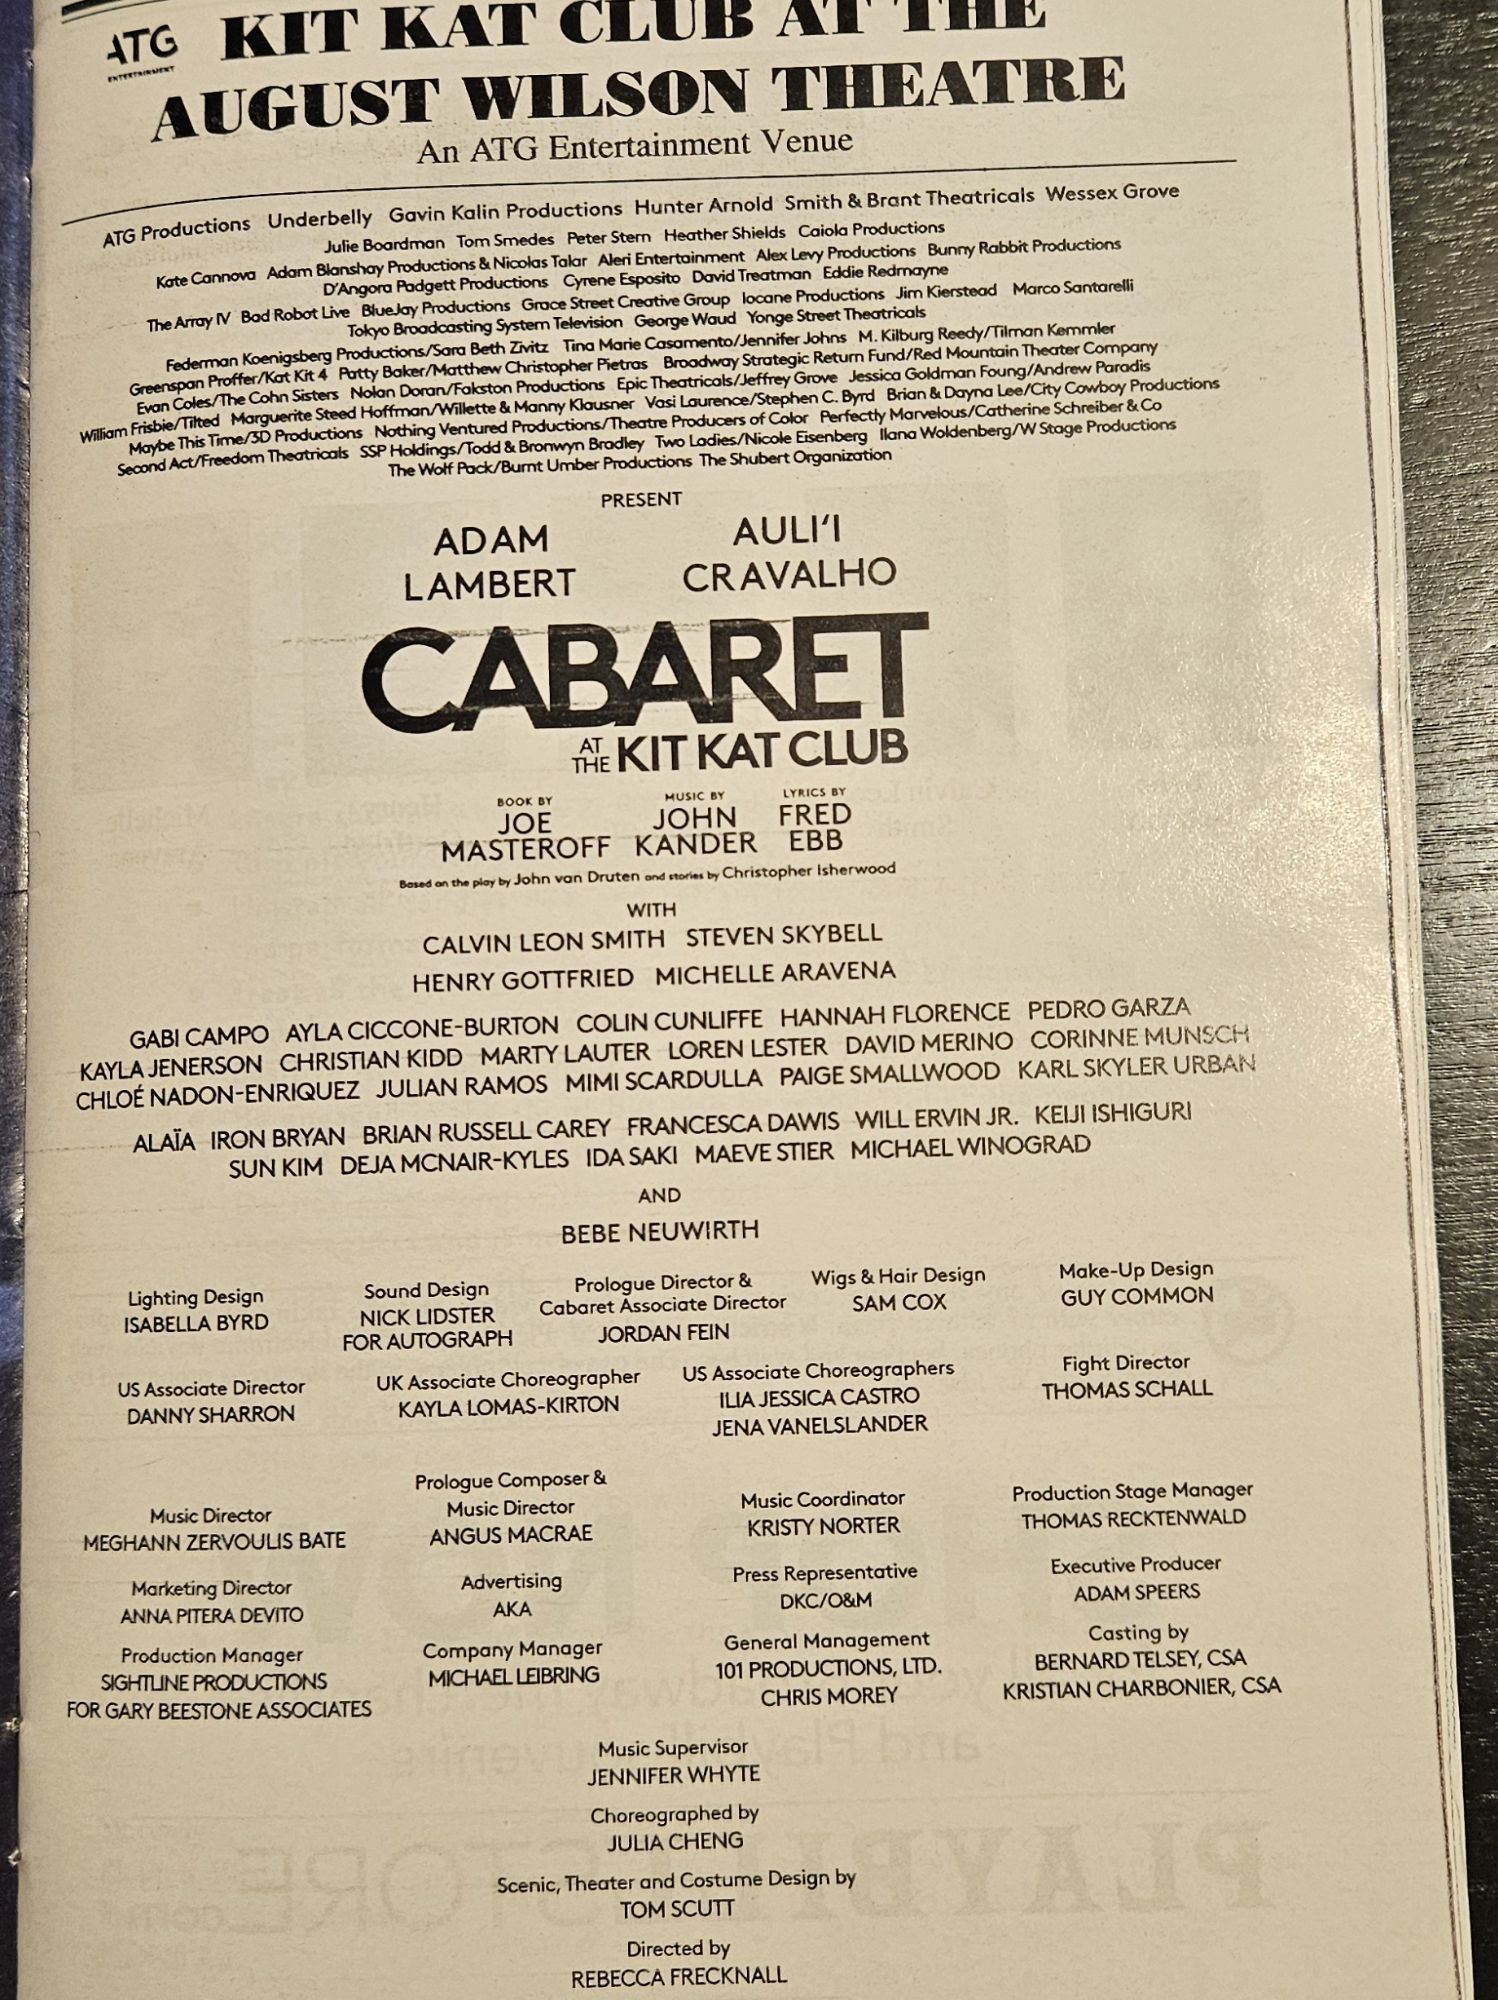 ATG
ENTERTAINMENT
KIT KAT CLUB AT THE
AUGUST WILSON THEATRE
An ATG Entertainment Venue
ATG Productions Underbelly Gavin Kalin Productions Hunter Arnold Smith & Brant Theatricals Wessex Grove
Julie Boardman Tom Smedes Peter Stern Heather Shields Caiola Productions
Kate Cannova Adam Blanshay Productions & Nicolas Talar Aleri Entertainment Alex Levy Productions Bunny Rabbit Productions
D'Angora Padgett Productions Cyrene Esposito David Treatman Eddie Redmayne
The Array IV Bad Robot Live BlueJay Productions Grace Street Creative Group Iocane Productions Jim Kierstead Marco Santarelli
Tokyo Broadcasting System Television George Waud Yonge Street Theatricals
Federman Koenigsberg Productions/Sara Beth Zivitz Tina Marie Casamento/Jennifer Johns M. Kilburg Reedy/Tilman Kemmler
Greenspan Proffer/Kat Kit 4 Patty Baker/Matthew Christopher Pietras Broadway Strategic Return Fund/Red Mountain Theater Company
Evan Coles/The Cohn Sisters Nolan Doran/Fakston Productions Epic Theatricals/Jeffrey Grove Jessica Goldman Foung/Andrew Paradis
William Frisbie/Tilted Marguerite Steed Hoffman/Willette & Manny Klausner Vasi Laurence/Stephen C. Byrd Brian & Dayna Lee/City Cowboy Productions
Maybe This Time/3D Productions Nothing Ventured Productions/Theatre Producers of Color Perfectly Marvelous/Catherine Schreiber & Co
Second Act/Freedom Theatricals SSP Holdings/Todd & Bronwyn Bradley Two Ladies/Nicole Eisenberg Ilana Woldenberg/W Stage Productions
The Wolf Pack/Burnt Umber Productions The Shubert Organization
PRESENT
ADAM AULI'I
LAMBERT CRAVALHO
CABARET
AT THE KIT KAT CLUB
BOOK BY MUSIC BY LYRICS BY
JOE JOHN FRED
MASTEROFF KANDER EBB
Based on the play by John van Druten and stories by Christopher Isherwood
WITH
CALVIN LEON SMITH STEVEN SKYBELL
HENRY GOTTFRIED MICHELLE ARAVENA
GABI CAMPO AYLA CICCONE-BURTON COLIN CUNLIFFE HANNAH FLORENCE PEDRO GARZA
KAYLA JENERSON CHRISTIAN KIDD MARTY LAUTER LOREN LESTER DAVID MERINO CORINNE MUNSCH
CHLOÉ NADON-ENRIQUEZ JULIAN RAMOS MIMI SCARDULLA PAIGE SMALLWOOD KARL SKYLER URBAN
ALAÏA IRON BRYAN BRIAN RUSSELL CAREY FRANCESCA DAWIS WILL ERVIN JR. KEIJI ISHIGURI
SUN KIM DEJA MCNAIR-KYLES IDA SAKI MAEVE STIER MICHAEL WINOGRAD
AND
BEBE NEUWIRTH
Lighting Design
ISABELLA BYRD
Sound Design
NICK LIDSTER
FOR AUTOGRAPH
Prologue Director &
Cabaret Associate Director
JORDAN FEIN
Wigs & Hair Design
SAM COX
Make-Up Design
GUY COMMON
US Associate Director
DANNY SHARRON
UK Associate Choreographer
KAYLA LOMAS-KIRTON
US Associate Choreographers
ILIA JESSICA CASTRO
JENA VANELSLANDER
Fight Director
THOMAS SCHALL
Music Director
MEGHANN ZERVOULIS BATE
Prologue Composer &
Music Director
ANGUS MACRAE
Music Coordinator
KRISTY NORTER
Production Stage Manager
THOMAS RECKTENWALD
Marketing Director
ANNA PITERA DEVITO
Advertising
AKA
Press Representative
DKC/O&M
Executive Producer
ADAM SPEERS
Production Manager
SIGHTLINE PRODUCTIONS
FOR GARY BEESTONE ASSOCIATES
Company Manager
MICHAEL LEIBRING
General Management
101 PRODUCTIONS, LTD.
CHRIS MOREY
Casting by
BERNARD TELSEY, CSA
KRISTIAN CHARBONIER, CSA
Music Supervisor
JENNIFER WHYTE
Choreographed by
JULIA CHENG
Scenic, Theater and Costume Design by
TOM SCUTT
Directed by
REBECCA FRECKNALL